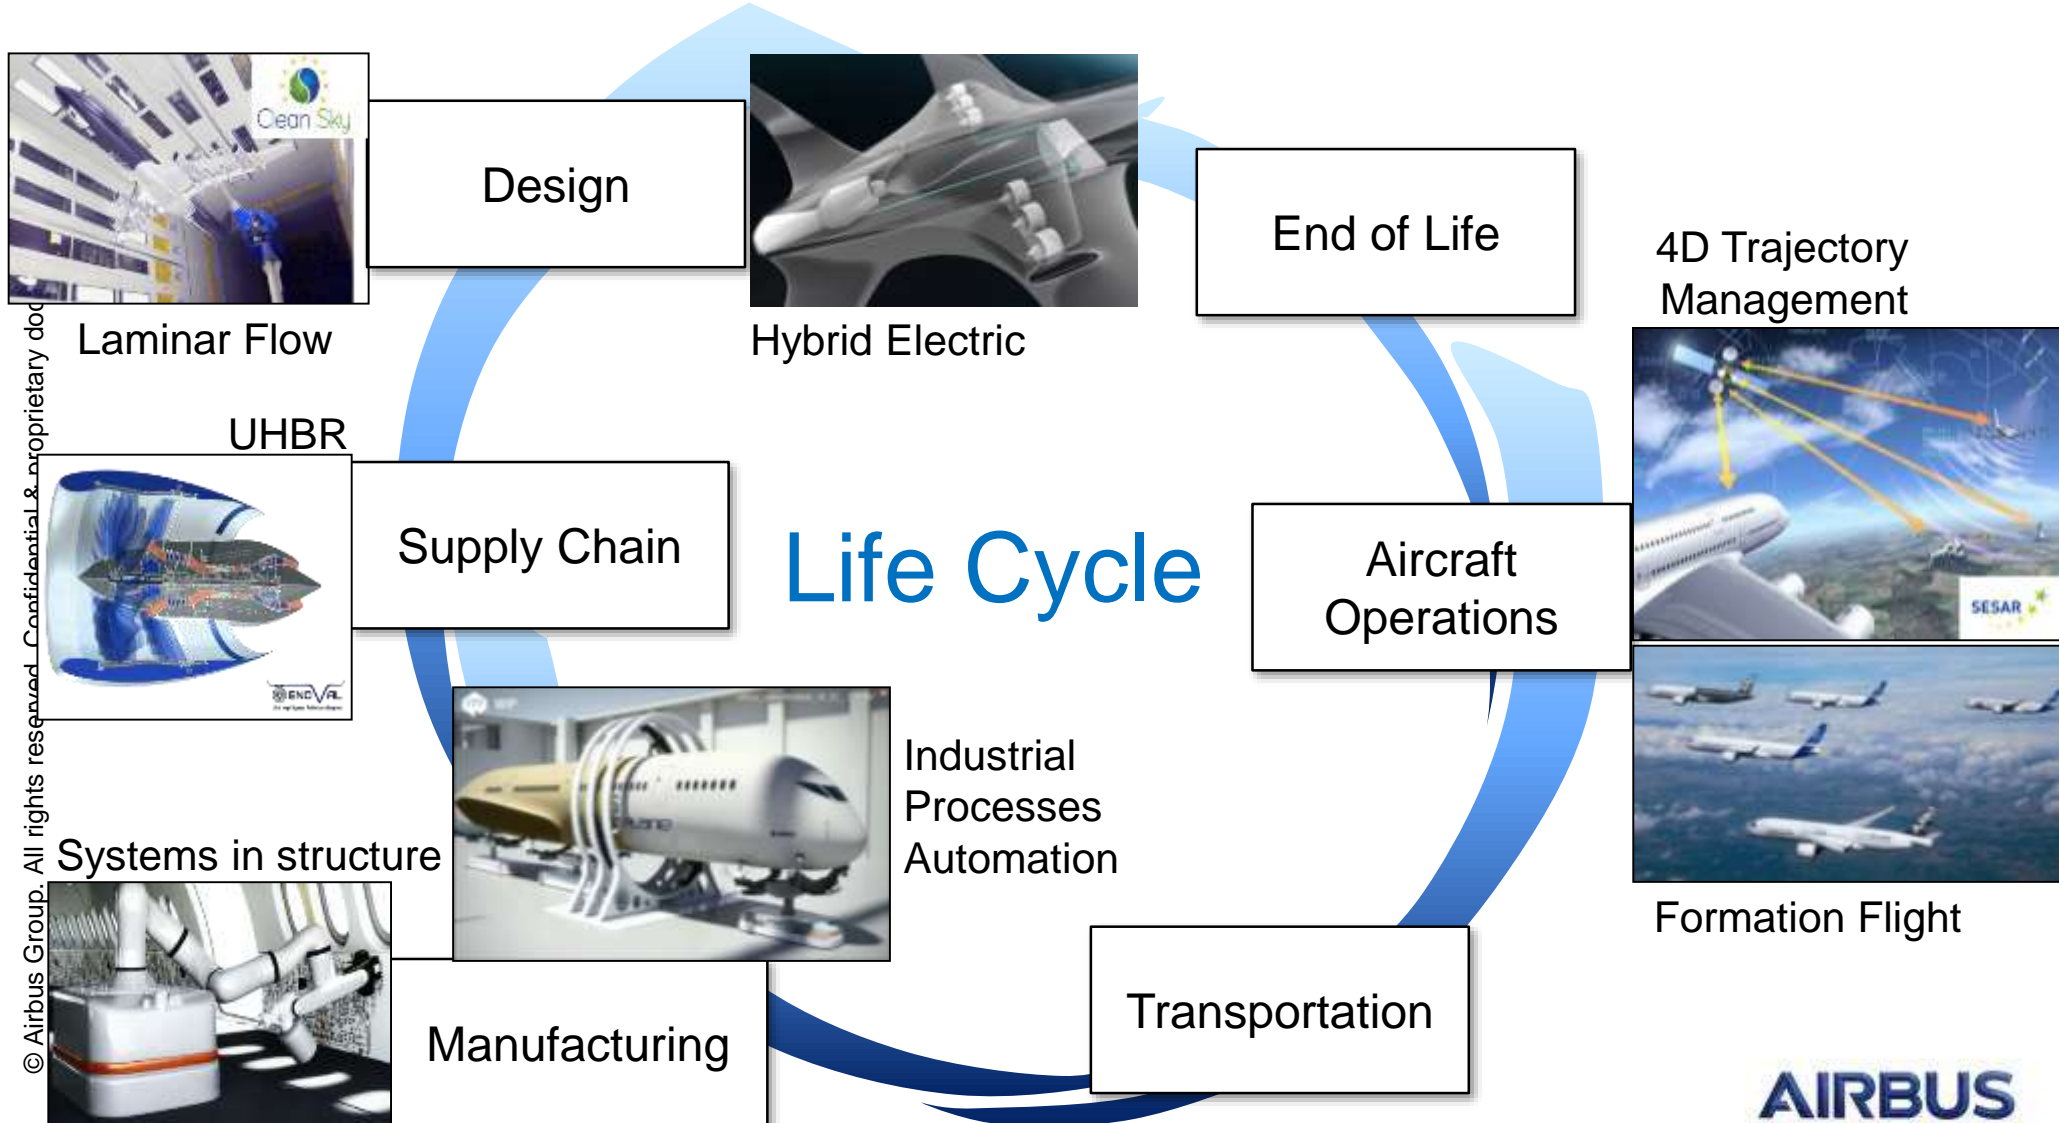 Clean Sky
Design
Laminar Flow
Hybrid Electric
End of Life
4D Trajectory
Management
UHBR
Supply Chain
Life Cycle
Aircraft
Operations
SESAR
ENOVAL
Industrial
Processes
Automation
Systems in structure
Formation Flight
Manufacturing
Transportation
AIRBUS
© Airbus Group. All rights reserved. Confidential & proprietary doc